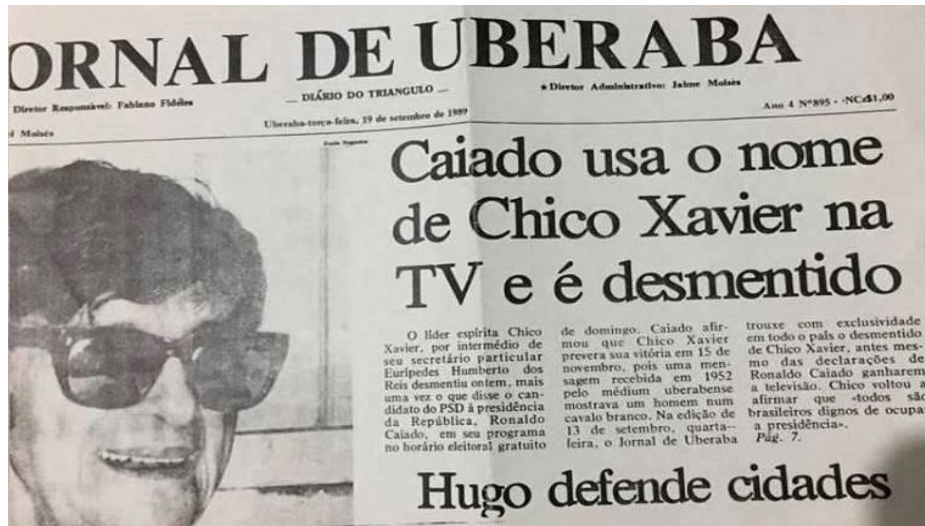 ORNAL DE UBERABA
Diretor Responsável: Fabiano Fidélis
— DIÁRIO DO TRIANGULO —
★Diretor Administrativo: Jaime Moisés
Moisés
Uberaba-terça-feira, 19 de setembro de 1989
Ano 4 Nº895 - NCz$1,00
Caiado usa o nome
de Chico Xavier na
TV e é desmentido
O líder espírita Chico
Xavier, por intermédio de
seu secretário particular
Eurípedes Humberto dos
Reis desmentiu ontem, mais
uma vez o que disse o can-
didato do PSD à presidência
da República, Ronaldo
Caiado, em seu programa
no horário eleitoral gratuito
de domingo. Caiado afir-
mou que Chico Xavier
prevera sua vitória em 15 de
novembro, pois uma men-
sagem recebida em 1952
pelo médium uberabense
mostrava um homem num
cavalo branco. Na edição de
13 de setembro, quarta--
feira, o Jornal de Uberaba
trouxe com exclusividade
em todo o país o desmentido
de Chico Xavier, antes mes-
mo das declarações de
Ronaldo Caiado ganharem
a televisão. Chico voltou a
afirmar que «todos são
brasileiros dignos de ocupa
a presidência».
Pág. 7.
Hugo defende cidades